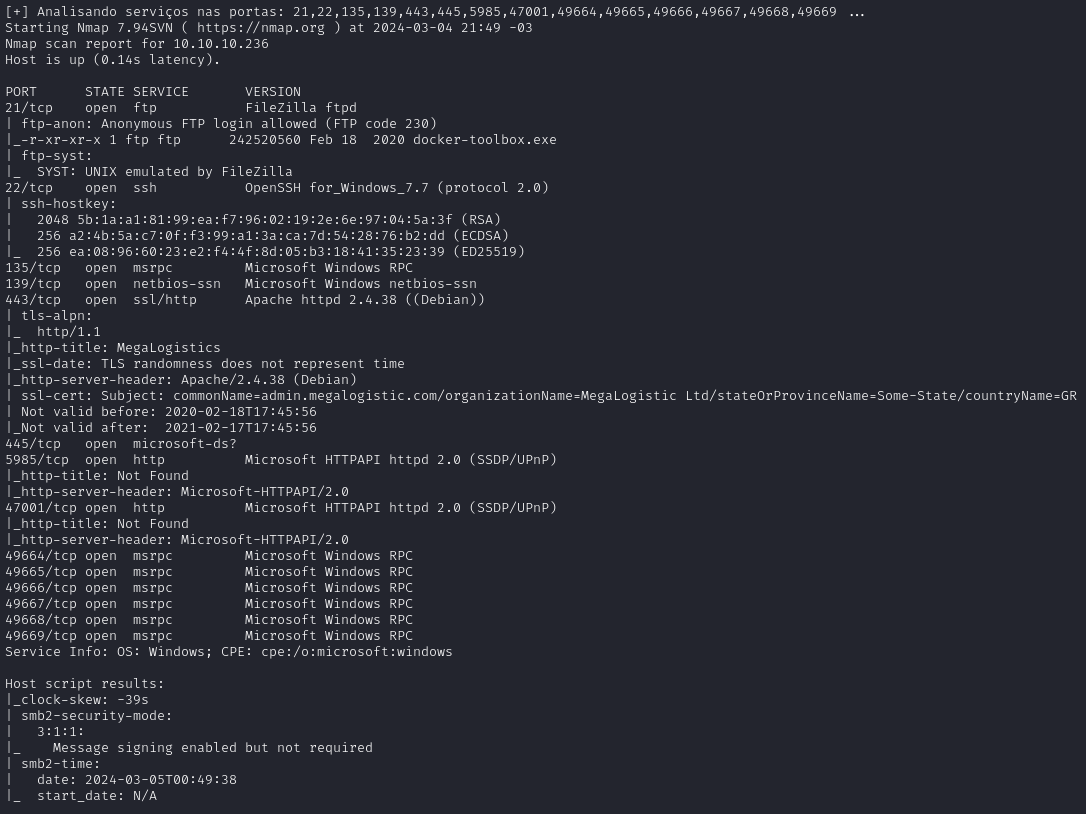 [+] Analisando serviços nas portas: 21,22,135,139,443,445,5985,47001,49664,49665,49666,49667,49668,49669 ...
Starting Nmap 7.94SVN ( https://nmap.org ) at 2024-03-04 21:49 -03
Nmap scan report for 10.10.10.236
Host is up (0.14s latency).

PORT      STATE SERVICE       VERSION
21/tcp    open  ftp           FileZilla ftpd
| ftp-anon: Anonymous FTP login allowed (FTP code 230)
|_-r-xr-xr-x 1 ftp ftp      242520560 Feb 18  2020 docker-toolbox.exe
| ftp-syst:
|_  SYST: UNIX emulated by FileZilla
22/tcp    open  ssh           OpenSSH for_Windows_7.7 (protocol 2.0)
| ssh-hostkey:
|   2048 5b:1a:a1:81:99:ea:f7:96:02:19:2e:6e:97:04:5a:3f (RSA)
|   256 a2:4b:5a:c7:0f:f3:99:a1:3a:ca:7d:54:28:76:b2:dd (ECDSA)
|_  256 ea:08:96:60:23:e2:f4:4f:8d:05:b3:18:41:35:23:39 (ED25519)
135/tcp   open  msrpc         Microsoft Windows RPC
139/tcp   open  netbios-ssn   Microsoft Windows netbios-ssn
443/tcp   open  ssl/http      Apache httpd 2.4.38 ((Debian))
| tls-alpn:
|_  http/1.1
|_http-title: MegaLogistics
|_ssl-date: TLS randomness does not represent time
|_http-server-header: Apache/2.4.38 (Debian)
| ssl-cert: Subject: commonName=admin.megalogistic.com/organizationName=MegaLogistic Ltd/stateOrProvinceName=Some-State/countryName=GR
| Not valid before: 2020-02-18T17:45:56
|_Not valid after:  2021-02-17T17:45:56
445/tcp   open  microsoft-ds?
5985/tcp  open  http          Microsoft HTTPAPI httpd 2.0 (SSDP/UPnP)
|_http-title: Not Found
|_http-server-header: Microsoft-HTTPAPI/2.0
47001/tcp open  http          Microsoft HTTPAPI httpd 2.0 (SSDP/UPnP)
|_http-title: Not Found
|_http-server-header: Microsoft-HTTPAPI/2.0
49664/tcp open  msrpc         Microsoft Windows RPC
49665/tcp open  msrpc         Microsoft Windows RPC
49666/tcp open  msrpc         Microsoft Windows RPC
49667/tcp open  msrpc         Microsoft Windows RPC
49668/tcp open  msrpc         Microsoft Windows RPC
49669/tcp open  msrpc         Microsoft Windows RPC
Service Info: OS: Windows; CPE: cpe:/o:microsoft:windows

Host script results:
|_clock-skew: -39s
| smb2-security-mode:
|   3:1:1:
|_    Message signing enabled but not required
| smb2-time:
|   date: 2024-03-05T00:49:38
|_  start_date: N/A